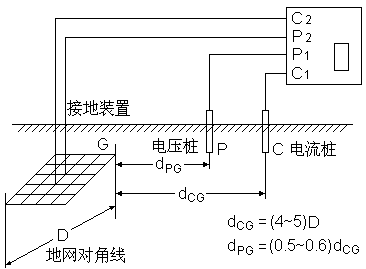 C2
P2
P1
C1
接地装置
G
电压桩
P
C 电流桩
dPG
dCG
D
地网对角线
dCG=(4~5)D
dPG=(0.5~0.6)dCG